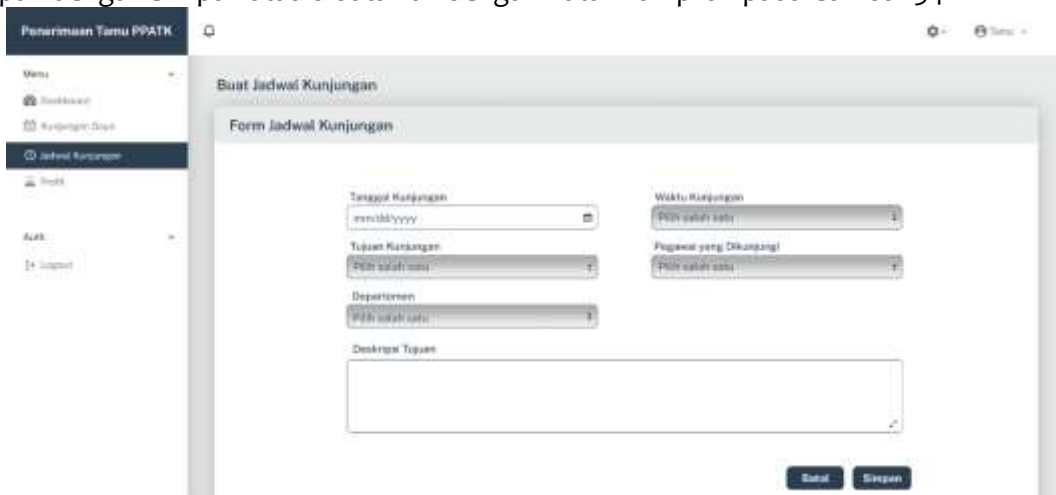 Penerimaan Tamu PPATK
Menu
Dashboard
Kunjungan Saya
Jadwal Kunjungan
Profil
Auth
Logout
Buat Jadwal Kunjungan
Form Jadwal Kunjungan
Tanggal Kunjungan
mm/dd/yyyy
Waktu Kunjungan
Pilih salah satu
Tujuan Kunjungan
Pilih salah satu
Pegawai yang Dikunjungi
Pilih salah satu
Departemen
Pilih salah satu
Deskripsi Tujuan
Batal
Simpan